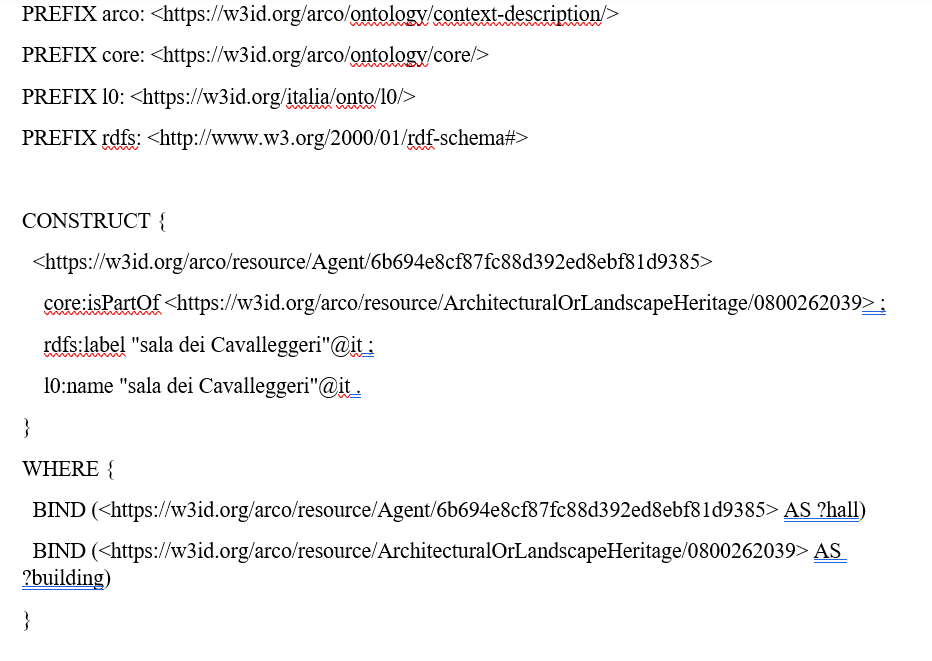 PREFIX arco: <https://w3id.org/arco/ontology/context-description/>
PREFIX core: <https://w3id.org/arco/ontology/core/>
PREFIX l0: <https://w3id.org/italia/onto/l0/>
PREFIX rdfs: <http://www.w3.org/2000/01/rdf-schema#>
CONSTRUCT {
<https://w3id.org/arco/resource/Agent/6b694e8cf87fc88d392ed8ebf81d9385>
core:isPartOf <https://w3id.org/arco/resource/ArchitecturalOrLandscapeHeritage/0800262039> ;
rdfs:label "sala dei Cavalleggeri"@it ;
l0:name "sala dei Cavalleggeri"@it .
}
WHERE {
BIND (<https://w3id.org/arco/resource/Agent/6b694e8cf87fc88d392ed8ebf81d9385> AS ?hall)
BIND (<https://w3id.org/arco/resource/ArchitecturalOrLandscapeHeritage/0800262039> AS
?building)
}